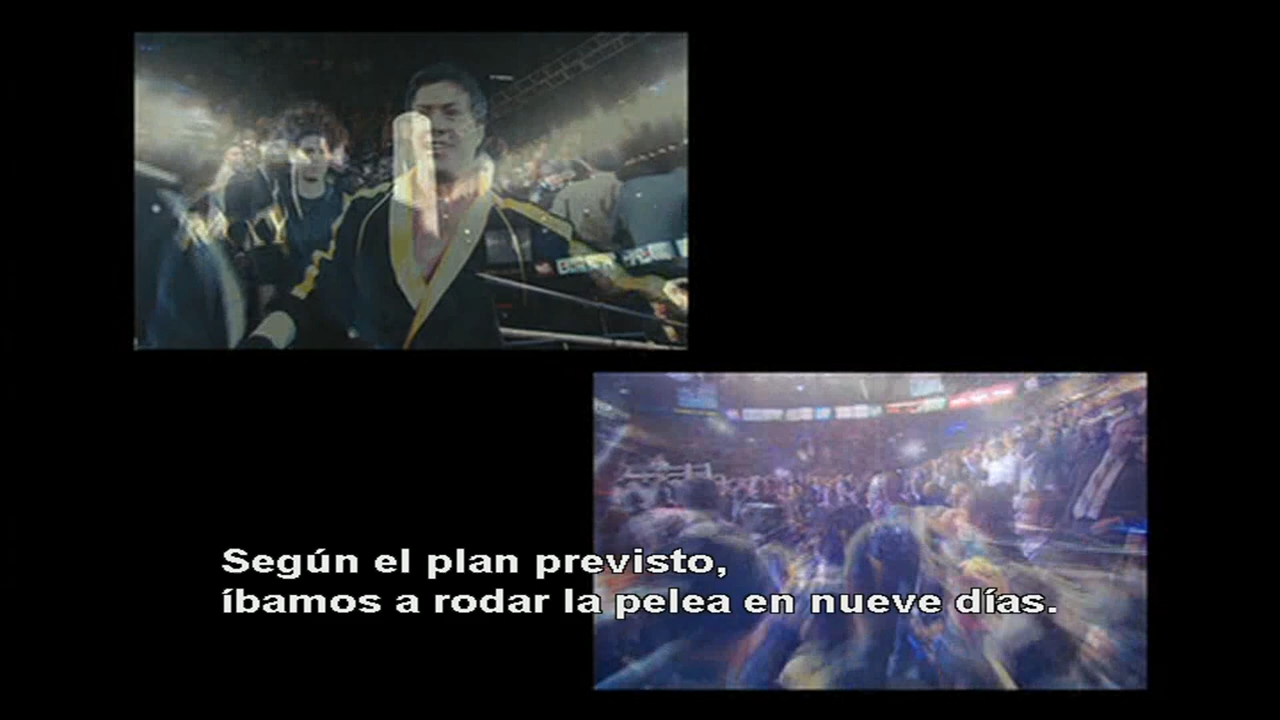 Según el plan previsto,
íbamos a rodar la pelea en nueve días.